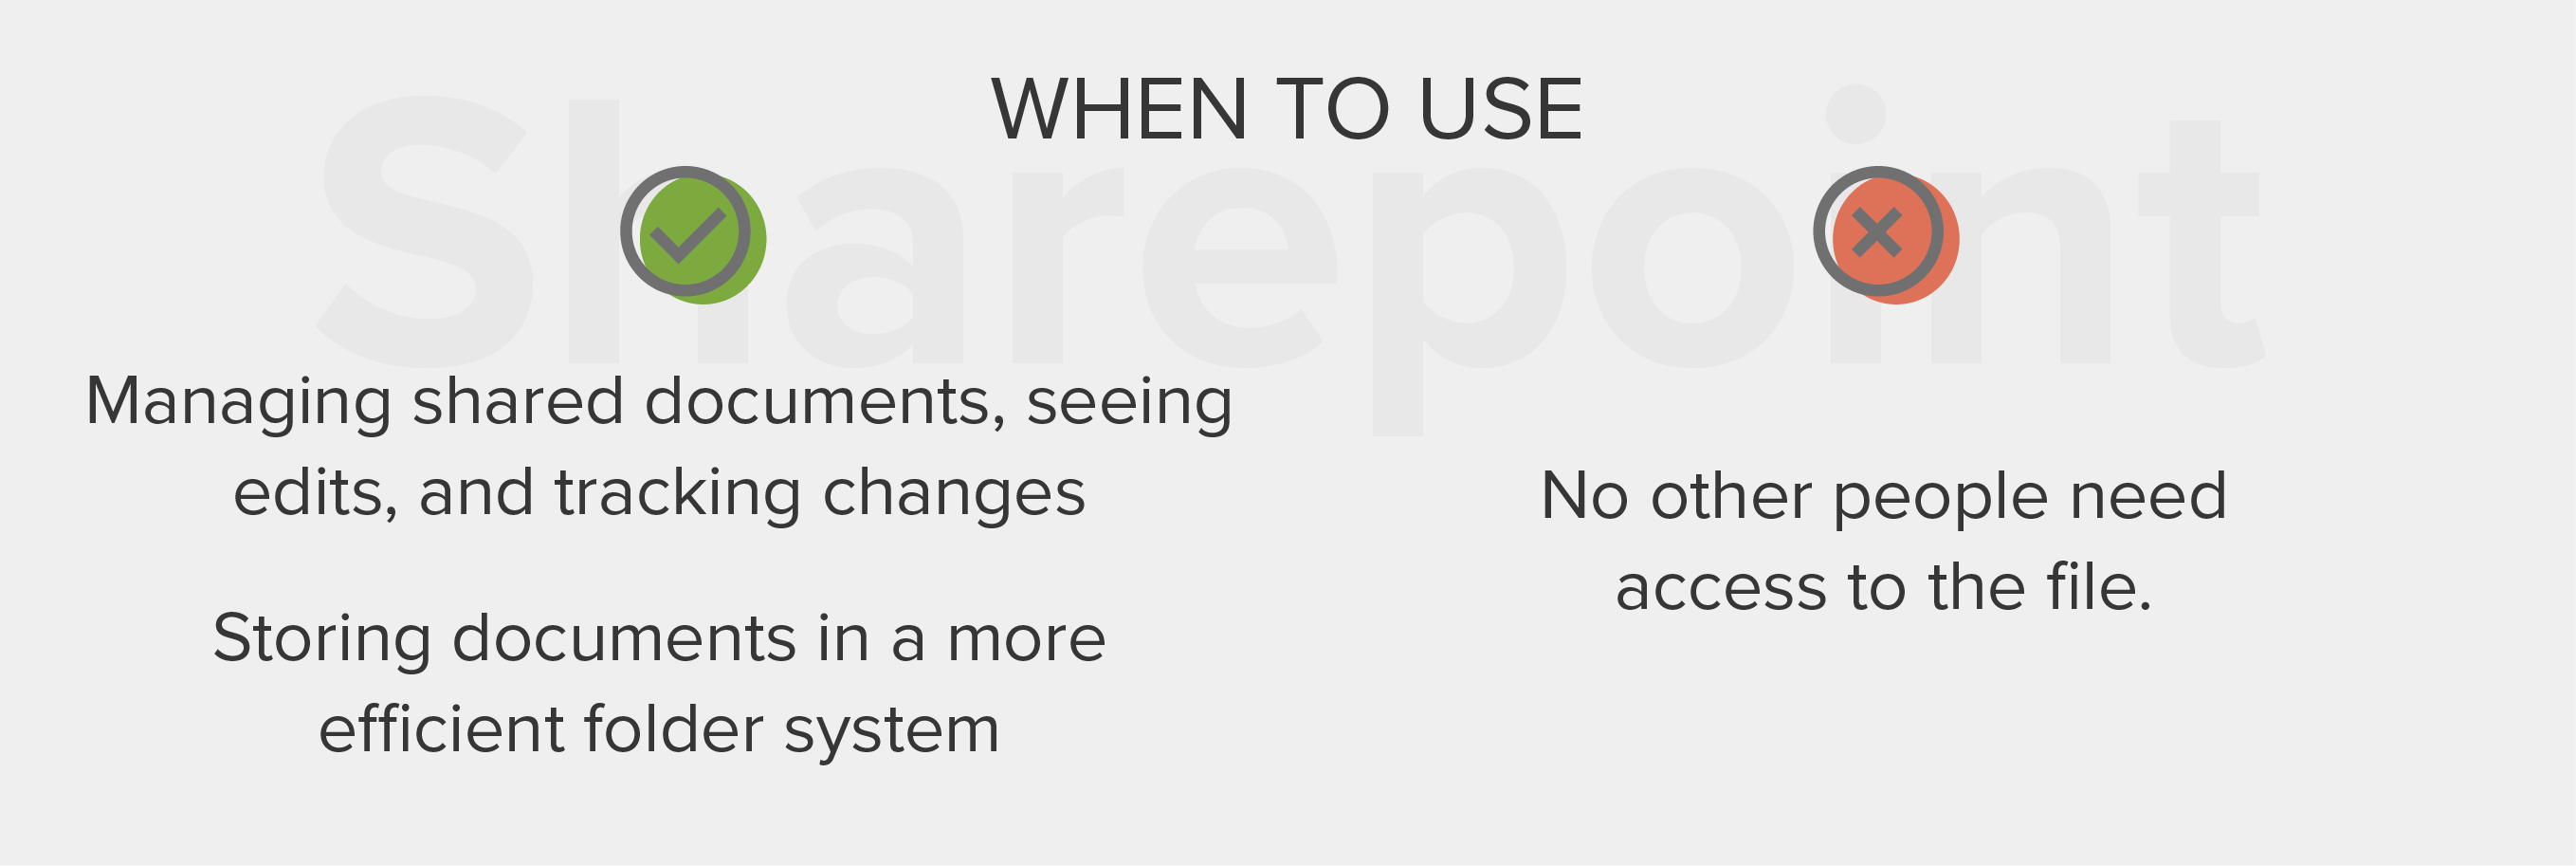 WHEN TO USE
Sharepoint
Managing shared documents, seeing
edits, and tracking changes
Storing documents in a more
efficient folder system
No other people need
access to the file.